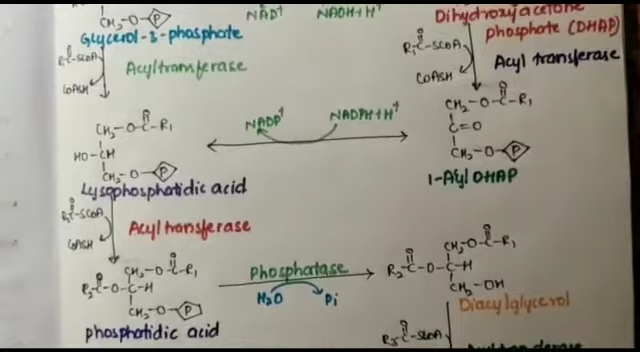 CH₂-O-P
NAD⁺ NADH+H⁺
Glycerol-3-phosphate
Dihydroxyacetone
phosphate (DHAP)
R₁-C-SCoA
O
Acyltransferase
CoASH
R₁-C-SCoA
O
Acyl transferase
CoASH
O
CH₂-O-C-R₁
HO-CH
CH₂-O-P
Lysophosphatidic acid
NADP⁺ NADPH+H⁺
O
CH₂-O-C-R₁
C=O
CH₂-O-P
1-Acyl DHAP
O
R₂-C-SCoA
Acyltransferase
CoASH
O
CH₂-O-C-R₁
O
R₂-C-O-C-H
CH₂-O-P
phosphatidic acid
Phosphatase
H₂O Pi
O
CH₂-O-C-R₁
O
R₂-C-O-C-H
CH₂-OH
Diacylglycerol
O
R₃-C-SCoA